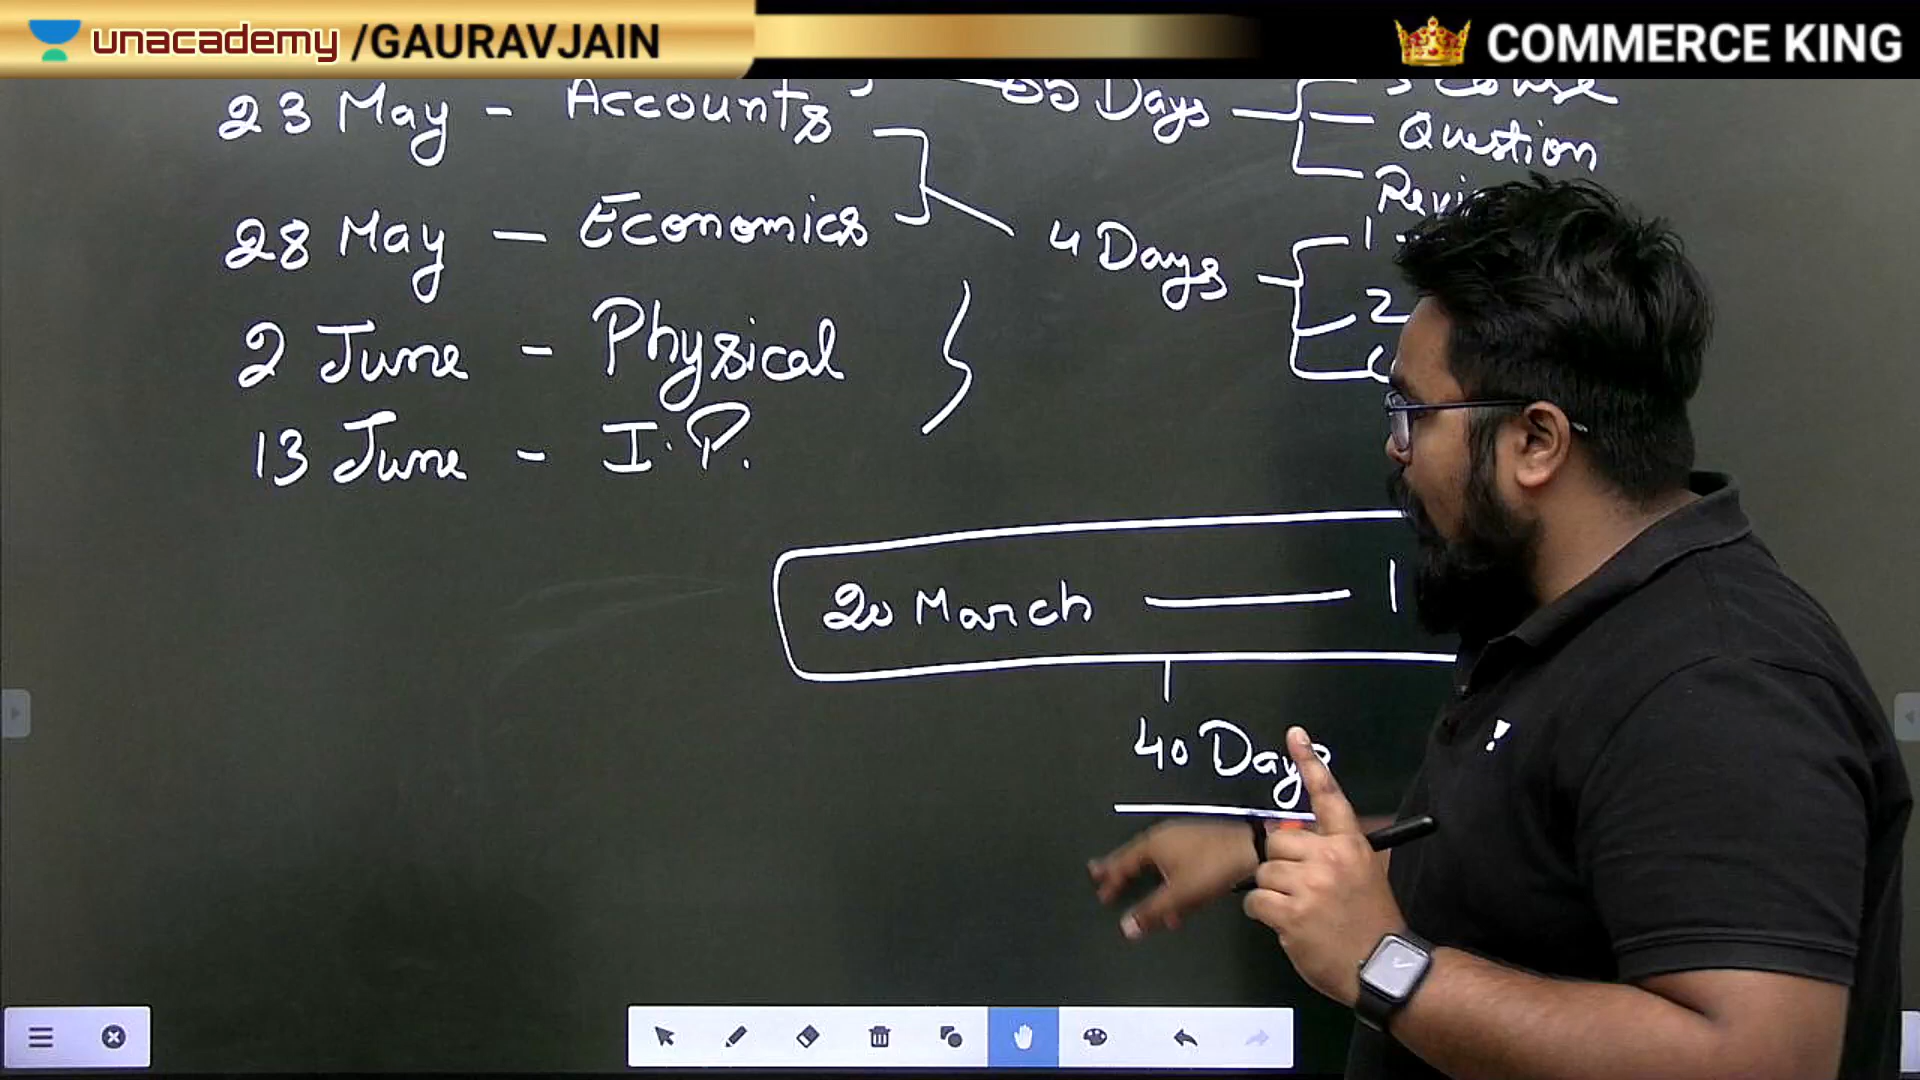 unacademy /GAURAVJAIN
COMMERCE KING
23 May - Accounts
Days
Question
28 May — Economics
4 Days
1
2
2 June - Physical
13 June - I.P.
20 March — 1
40 Days